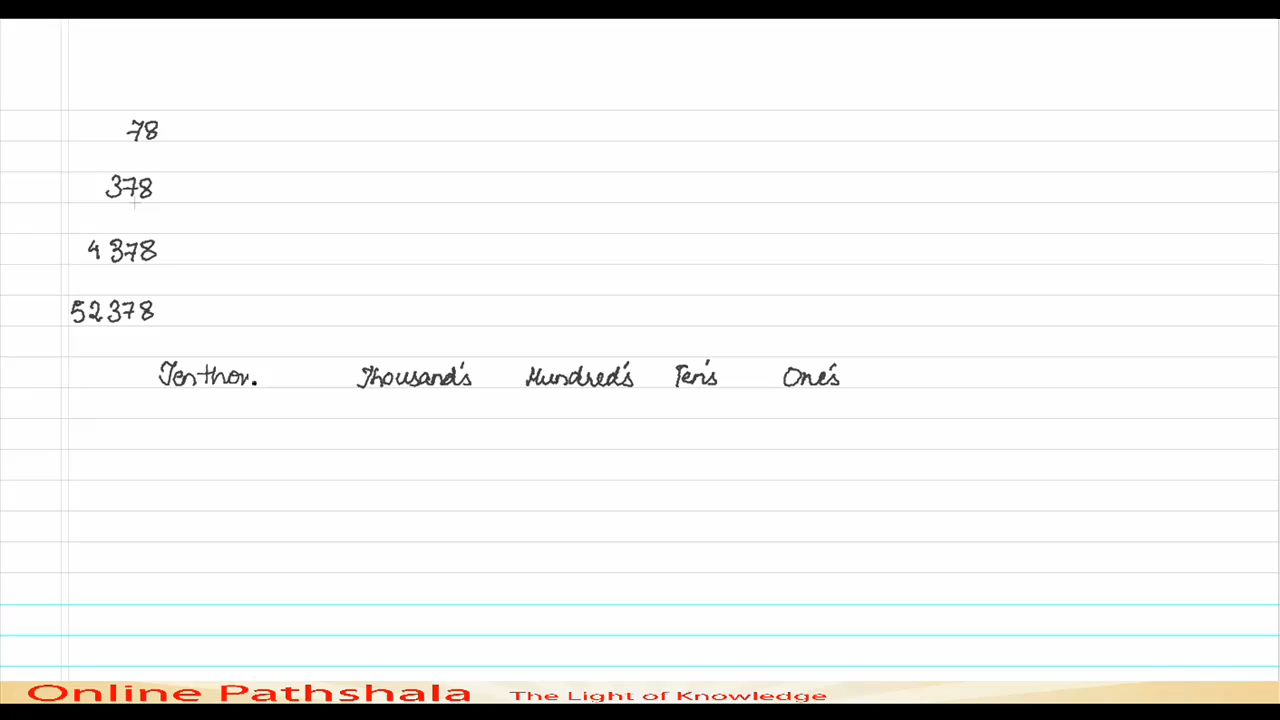 78
378
4378
52378
Ten thou. Thousand's Hundred's Ten's One's
Online Pathshala The Light of Knowledge